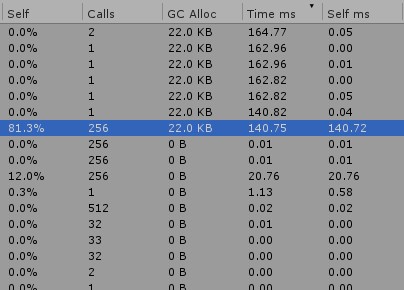 Self Calls GC Alloc Time ms Self ms
0.0% 2 22.0 KB 164.77 0.05
0.0% 1 22.0 KB 162.96 0.00
0.0% 1 22.0 KB 162.96 0.01
0.0% 1 22.0 KB 162.82 0.00
0.0% 1 22.0 KB 162.82 0.05
0.0% 1 22.0 KB 140.82 0.04
81.3% 256 22.0 KB 140.75 140.72
0.0% 256 0 B 0.01 0.01
0.0% 256 0 B 0.01 0.01
12.0% 256 0 B 20.76 20.76
0.3% 1 0 B 1.13 0.58
0.0% 512 0 B 0.02 0.02
0.0% 32 0 B 0.01 0.00
0.0% 33 0 B 0.00 0.00
0.0% 32 0 B 0.00 0.00
0.0% 2 0 B 0.00 0.00
0.0% 1 0 B 0.00 0.00